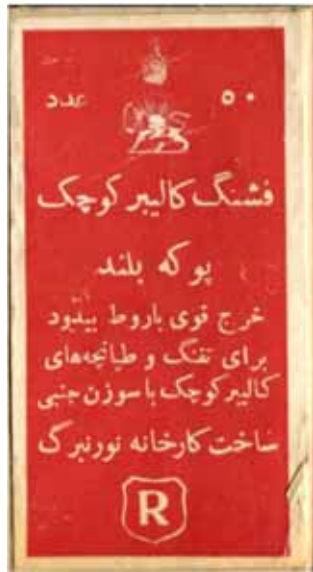 ۵۰ عدد
فشنگ کالیبر کوچک
پوکه بلند
خرج قوی باروط بیدود
برای تفنگ و طپانچه‌های
کالیبر کوچک با سوزن جنبی
ساخت کارخانه نورنبرگ
R